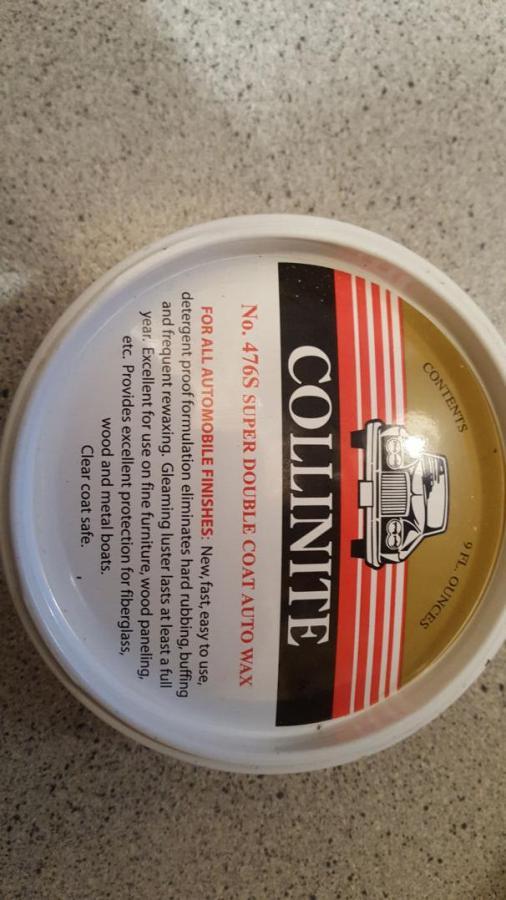 CONTENTS 9 FL. OUNCES
COLLINITE
No. 476S SUPER DOUBLE COAT AUTO WAX
FOR ALL AUTOMOBILE FINISHES: New, fast, easy to use,
detergent proof formulation eliminates hard rubbing, buffing
and frequent rewaxing. Gleaming luster lasts at least a full
year. Excellent for use on fine furniture, wood paneling,
etc. Provides excellent protection for fiberglass,
wood and metal boats.
Clear coat safe.